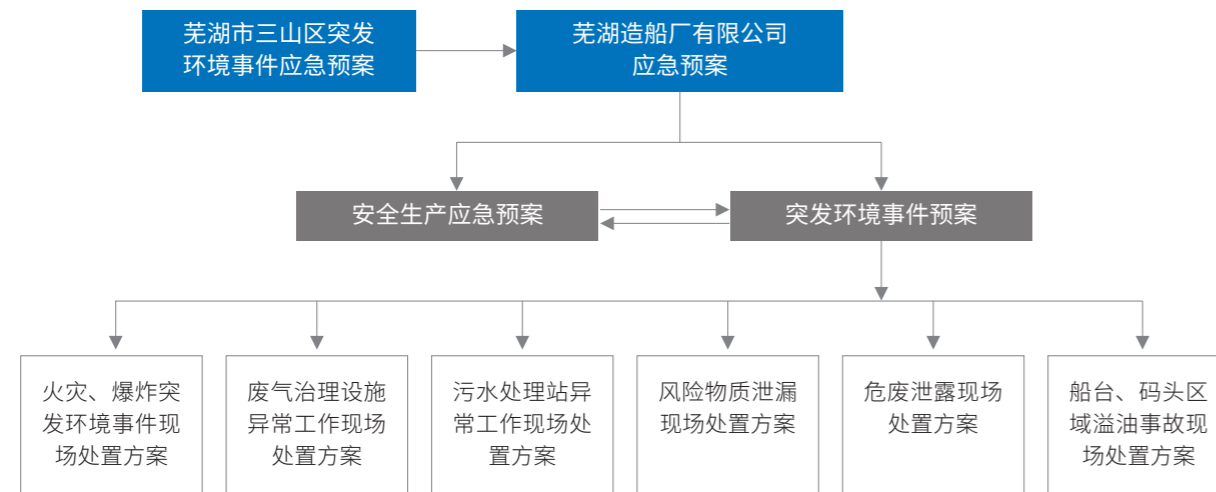 芜湖市三山区突发
环境事件应急预案
芜湖造船厂有限公司
应急预案
安全生产应急预案
突发环境事件预案
火灾、爆炸突
发环境事件现
场处置方案
废气治理设施
异常工作现场
处置方案
污水处理站异
常工作现场处
置方案
风险物质泄漏
现场处置方案
危废泄露现场
处置方案
船台、码头区
域溢油事故现
场处置方案